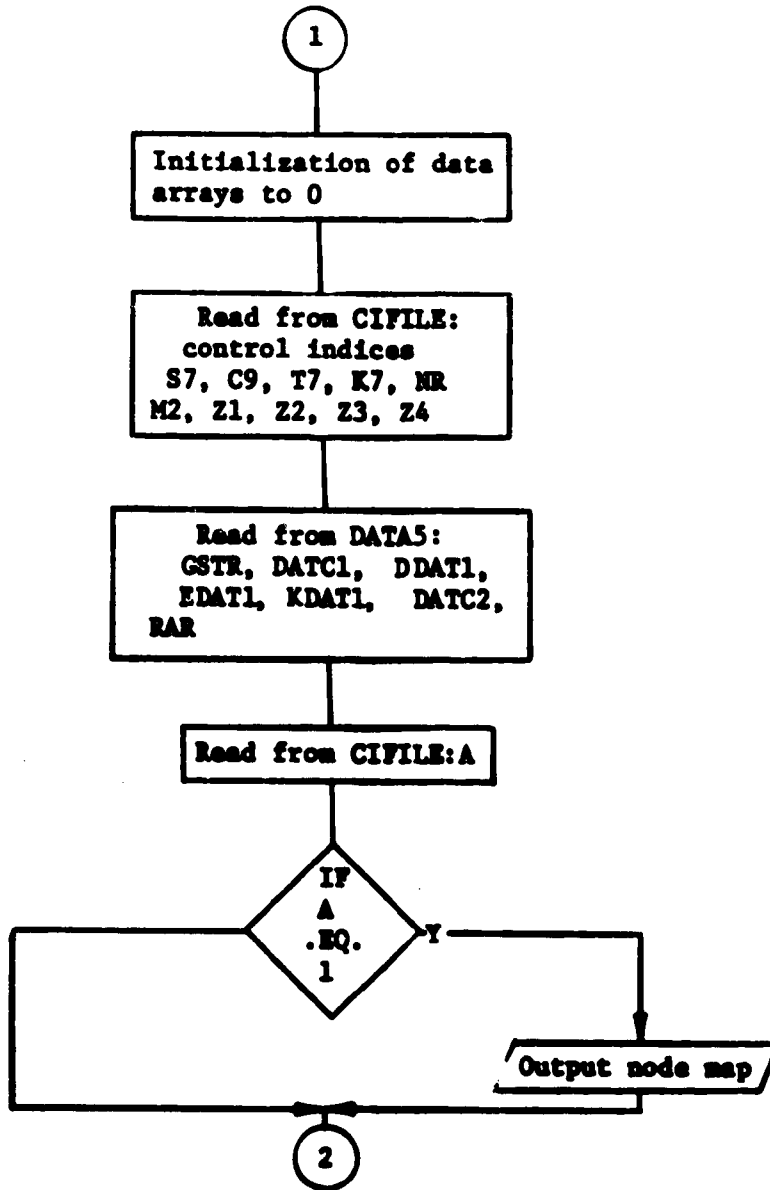 1
Initialization of data
arrays to 0
Read from CIFILE:
control indices
S7, C9, T7, K7, NR
M2, Z1, Z2, Z3, Z4
Read from DATA5:
GSTR, DATC1, DDAT1,
EDAT1, KDAT1, DATC2,
RAR
Read from CIFILE:A
IF
A
.EQ.
1
Y
Output node map
2